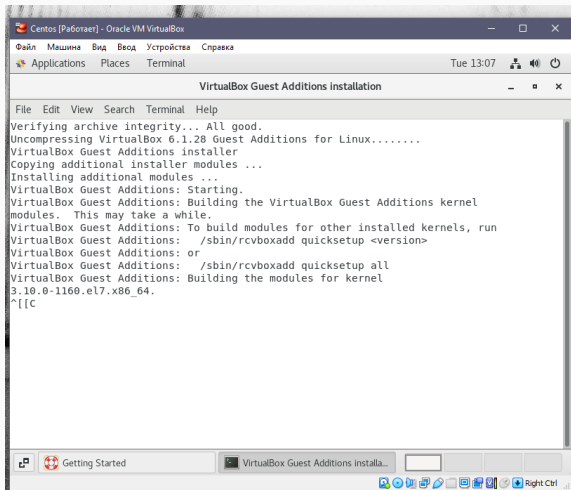 Centos [Работает] - Oracle VM VirtualBox
Файл Машина Вид Ввод Устройства Справка
Applications Places Terminal Tue 13:07
VirtualBox Guest Additions installation
File Edit View Search Terminal Help
Verifying archive integrity... All good.
Uncompressing VirtualBox 6.1.28 Guest Additions for Linux........
VirtualBox Guest Additions installer
Copying additional installer modules ...
Installing additional modules ...
VirtualBox Guest Additions: Starting.
VirtualBox Guest Additions: Building the VirtualBox Guest Additions kernel
modules.  This may take a while.
VirtualBox Guest Additions: To build modules for other installed kernels, run
VirtualBox Guest Additions:   /sbin/rcvboxadd quicksetup <version>
VirtualBox Guest Additions: or
VirtualBox Guest Additions:   /sbin/rcvboxadd quicksetup all
VirtualBox Guest Additions: Building the modules for kernel
3.10.0-1160.el7.x86_64.
^[[C
Getting Started VirtualBox Guest Additions installa...
Right Ctrl